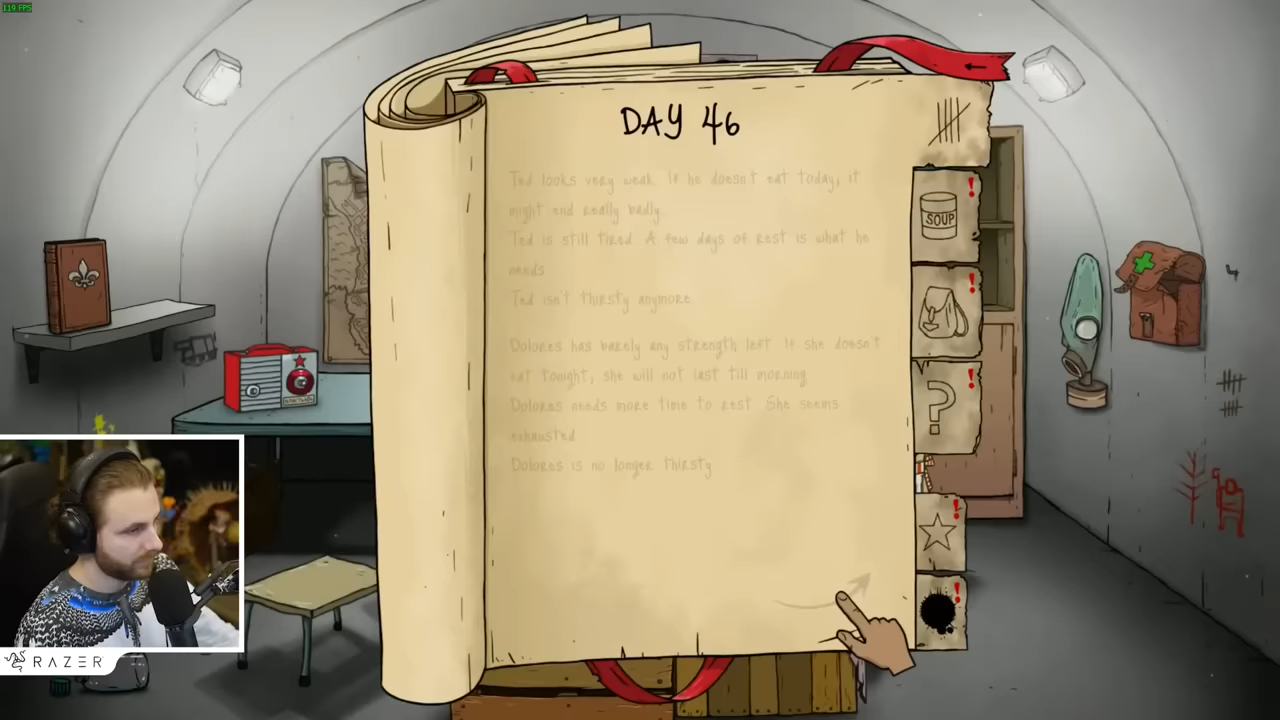 119 FPS
DAY 46
Ted looks very weak. If he doesn't eat today, it
might end really badly.
Ted is still tired. A few days of rest is what he
needs.
Ted isn't thirsty anymore.
Dolores has barely any strength left. If she doesn't
eat tonight, she will not last till morning.
Dolores needs more time to rest. She seems
exhausted.
Dolores is no longer thirsty.
SOUP
!
!
?
!
!
!
RAZER